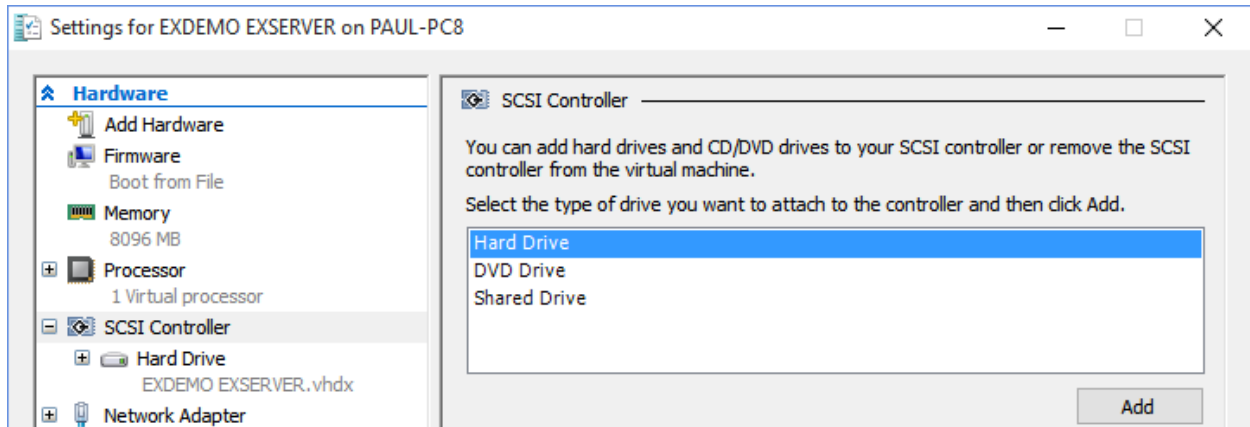 Settings for EXDEMO EXSERVER on PAUL-PC8
Hardware
Add Hardware
Firmware
Boot from File
Memory
8096 MB
Processor
1 Virtual processor
SCSI Controller
Hard Drive
EXDEMO EXSERVER.vhdx
Network Adapter
SCSI Controller
You can add hard drives and CD/DVD drives to your SCSI controller or remove the SCSI
controller from the virtual machine.
Select the type of drive you want to attach to the controller and then click Add.
Hard Drive
DVD Drive
Shared Drive
Add